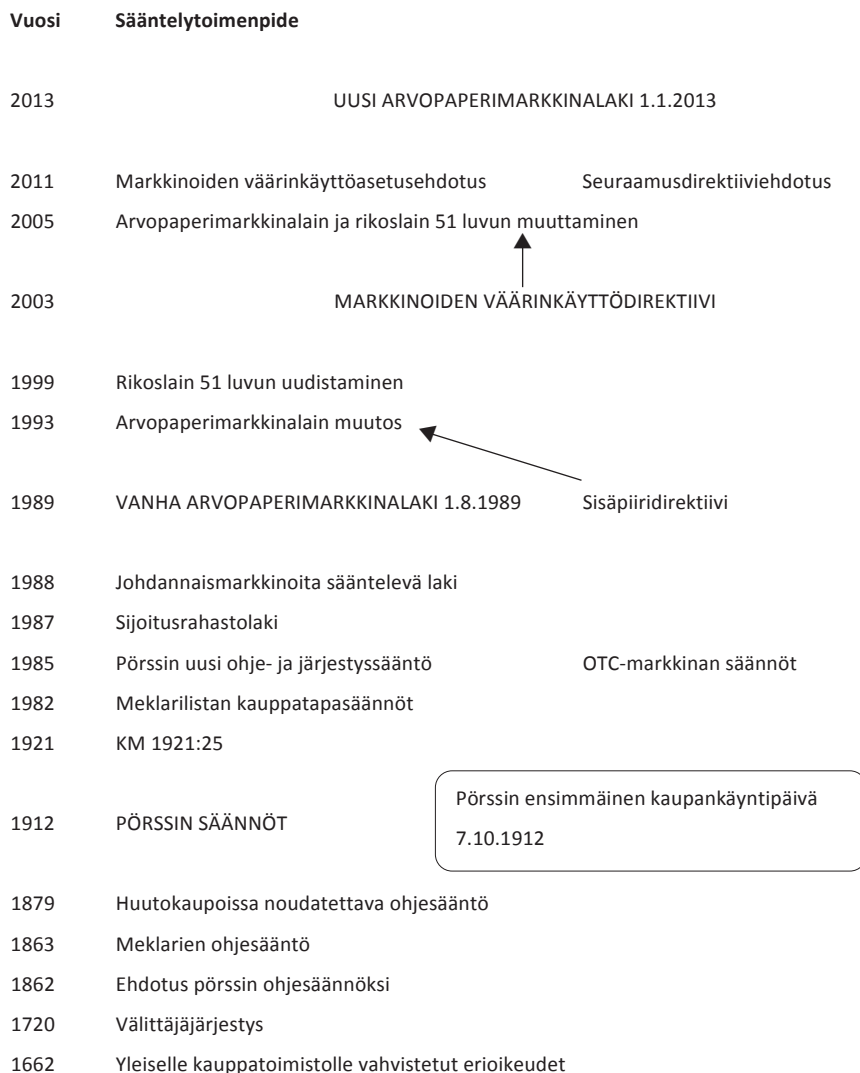 Vuosi Sääntelytoimenpide
2013 UUSI ARVOPAPERIMARKKINALAKI 1.1.2013
2011 Markkinoiden väärinkäyttöasetusehdotus Seuraamusdirektiiviehdotus
2005 Arvopaperimarkkinalain ja rikoslain 51 luvun muuttaminen
2003 MARKKINOIDEN VÄÄRINKÄYTTÖDIREKTIIVI
1999 Rikoslain 51 luvun uudistaminen
1993 Arvopaperimarkkinalain muutos
1989 VANHA ARVOPAPERIMARKKINALAKI 1.8.1989 Sisäpiiridirektiivi
1988 Johdannaismarkkinoita sääntelevä laki
1987 Sijoitusrahastolaki
1985 Pörssin uusi ohje- ja järjestyssääntö OTC-markkinan säännöt
1982 Meklarilistan kauppatapasäännöt
1921 KM 1921:25
1912 PÖRSSIN SÄÄNNÖT
Pörssin ensimmäinen kaupankäyntipäivä
7.10.1912
1879 Huutokaupoissa noudatettava ohjesääntö
1863 Meklarien ohjesääntö
1862 Ehdotus pörssin ohjesäännöksi
1720 Välittäjäjärjestys
1662 Yleiselle kauppatoimistolle vahvistetut erioikeudet